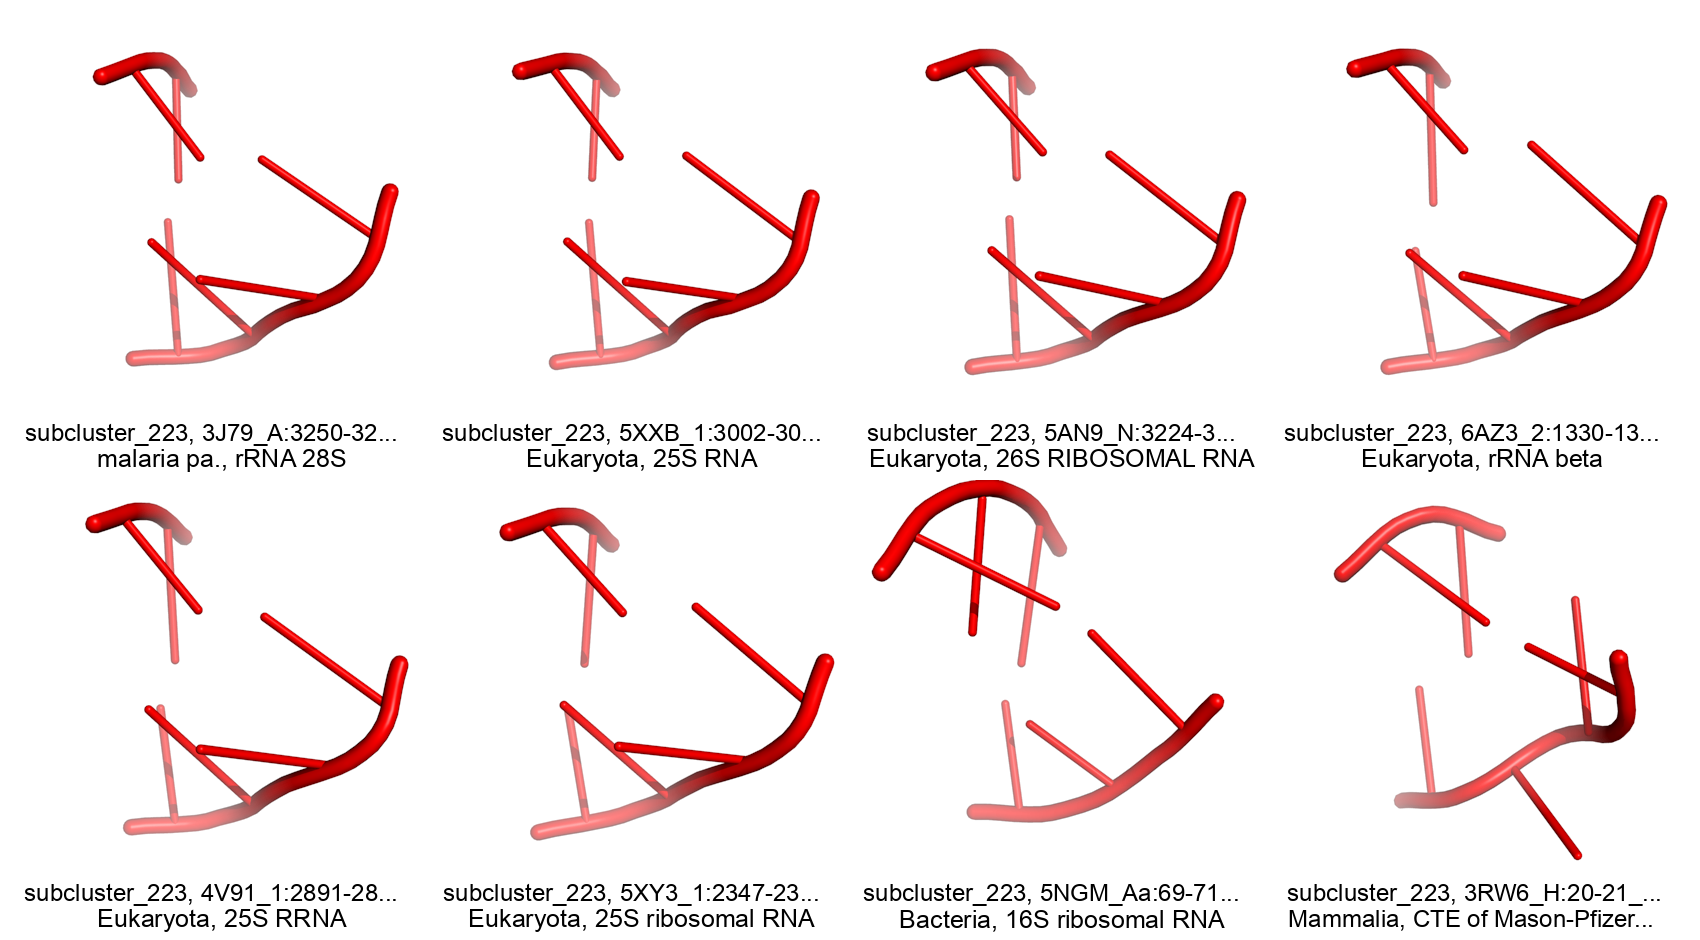 subcluster_223, 3J79_A:3250-32...
malaria pa., rRNA 28S
subcluster_223, 5XXB_1:3002-30...
Eukaryota, 25S RNA
subcluster_223, 5AN9_N:3224-3...
Eukaryota, 26S RIBOSOMAL RNA
subcluster_223, 6AZ3_2:1330-13...
Eukaryota, rRNA beta
subcluster_223, 4V91_1:2891-28...
Eukaryota, 25S RRNA
subcluster_223, 5XY3_1:2347-23...
Eukaryota, 25S ribosomal RNA
subcluster_223, 5NGM_Aa:69-71...
Bacteria, 16S ribosomal RNA
subcluster_223, 3RW6_H:20-21_...
Mammalia, CTE of Mason-Pfizer...